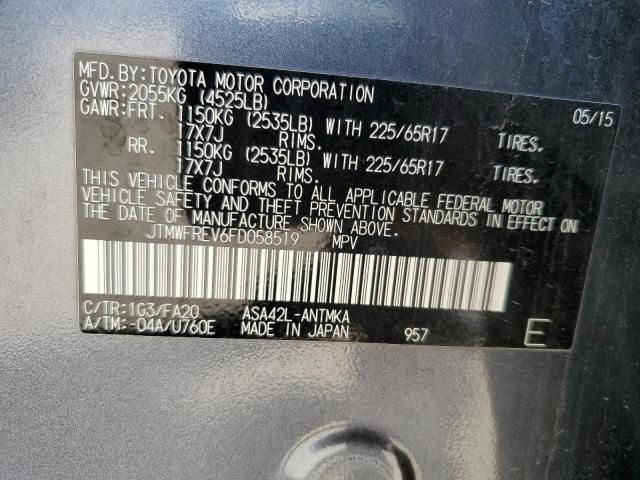 MFD.BY:TOYOTA MOTOR CORPORATION
GVWR:2055KG (4525LB) 05/15
GAWR:FRT. 1150KG (2535LB) WITH 225/65R17 TIRES.
17X7J RIMS.
RR. 1150KG (2535LB) WITH 225/65R17 TIRES.
17X7J RIMS.
THIS VEHICLE CONFORMS TO ALL APPLICABLE FEDERAL MOTOR
VEHICLE SAFETY AND THEFT PREVENTION STANDARDS IN EFFECT ON
THE DATE OF MANUFACTURE SHOWN ABOVE.
JTMWFREV6FD058519 MPV
C/TR:1G3/FA20 ASA42L-ANTMKA
A/TM:-04A/U760E MADE IN JAPAN 957 E